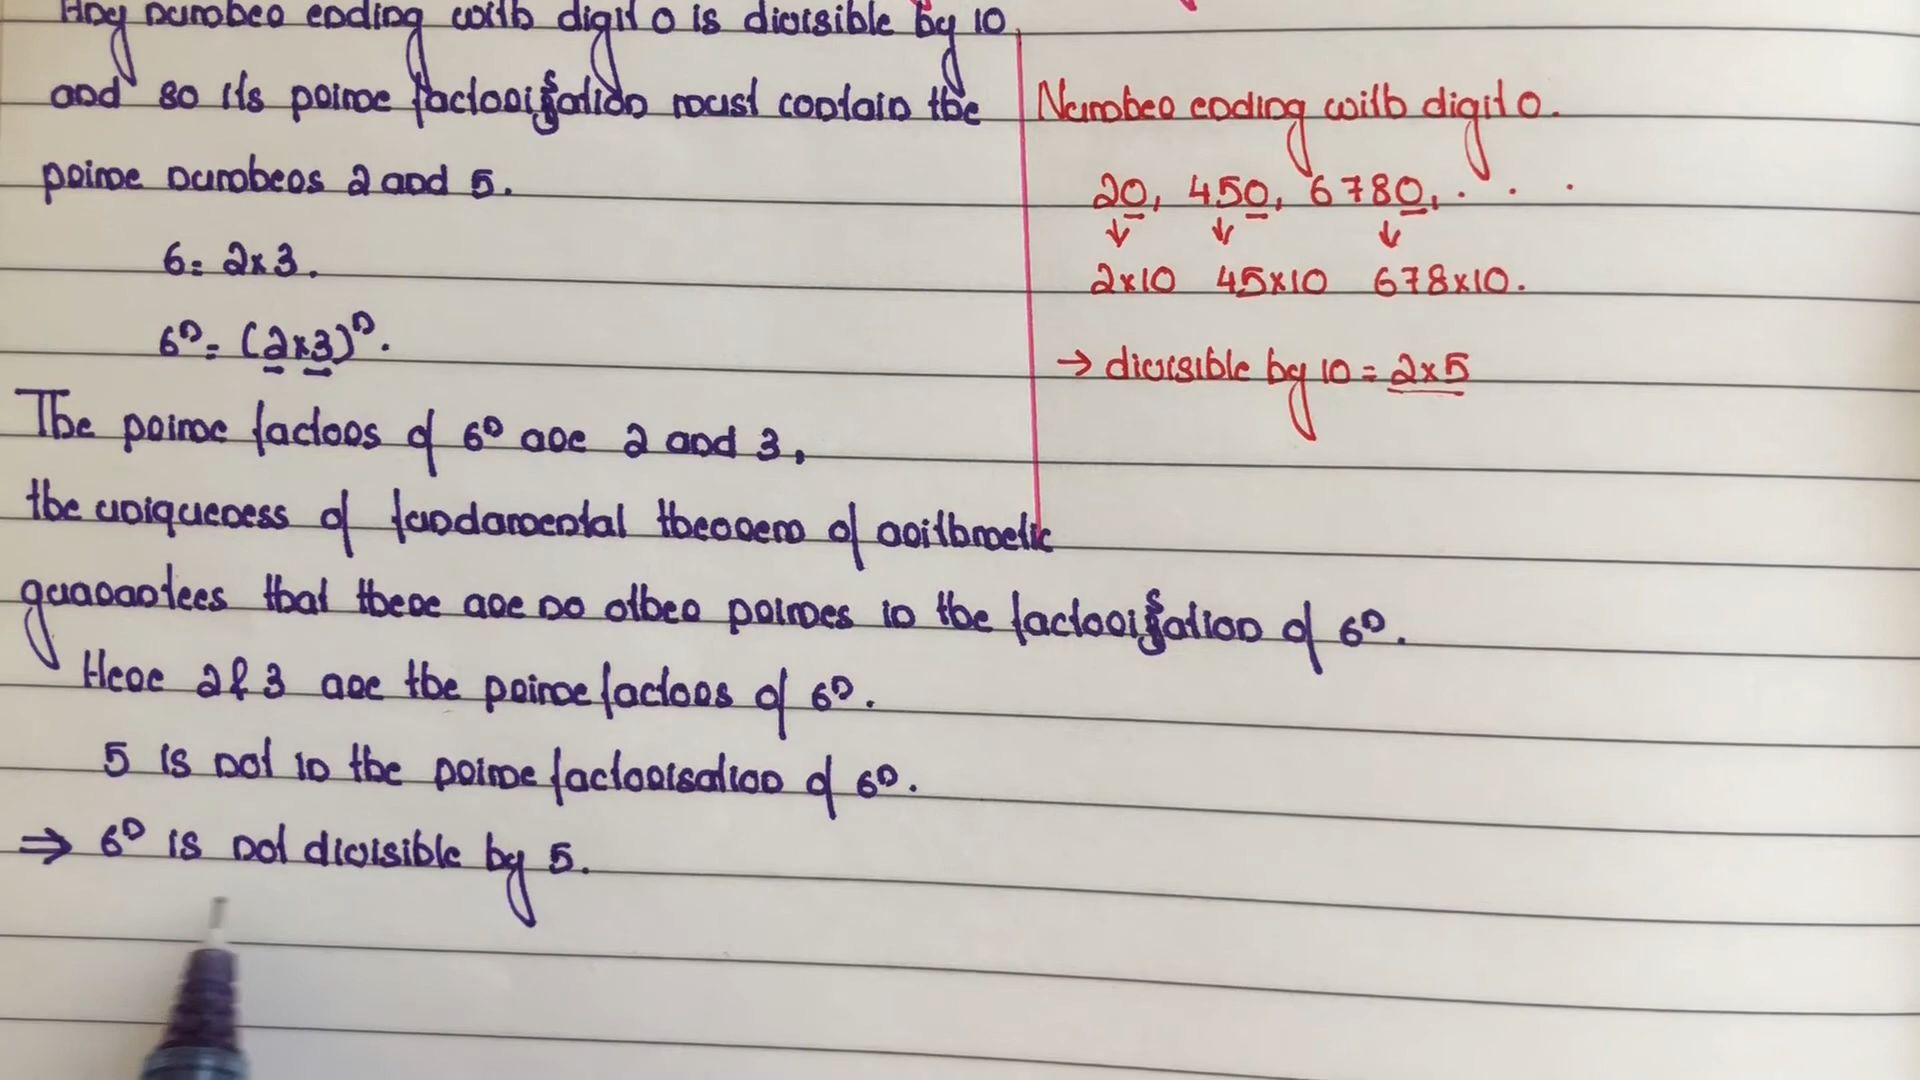 Any number ending with digit 0 is divisible by 10
and so its prime factorisation must contain the
prime numbers 2 and 5.
6 = 2×3.
6ⁿ = (2×3)ⁿ.
The prime factors of 6ⁿ are 2 and 3,
the uniqueness of fundamental theorem of arithmetic
guarantees that there are no other primes in the factorisation of 6ⁿ.
Here 2 & 3 are the prime factors of 6ⁿ.
5 is not in the prime factorisation of 6ⁿ.
⇒ 6ⁿ is not divisible by 5.
Number ending with digit 0.
20, 450, 6780, . . .
↓ ↓ ↓
2×10 45×10 678×10.
→ divisible by 10 = 2×5